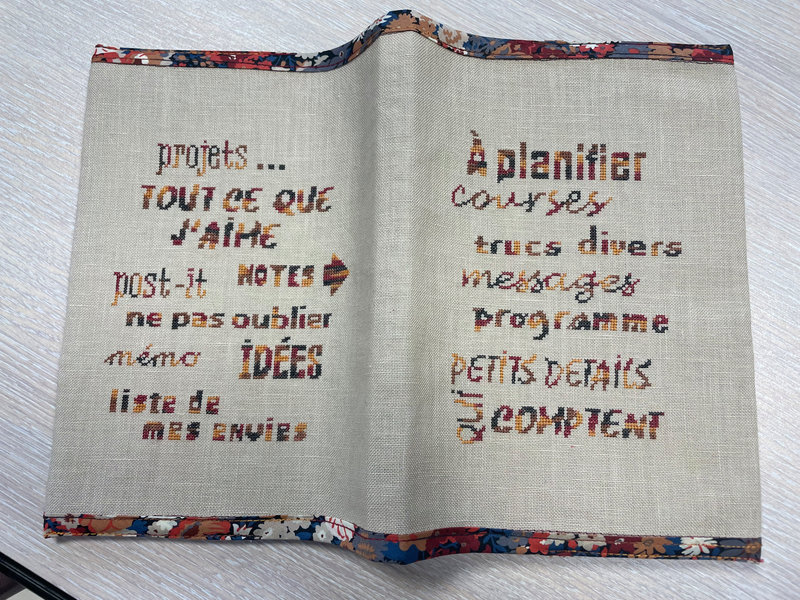 projets...
TOUT CE QUE
J'AIME
post-it NOTES
ne pas oublier
mémo IDÉES
liste de
mes envies
À planifier
courses
trucs divers
messages
programme
PETITS DETAILS
QUI COMPTENT